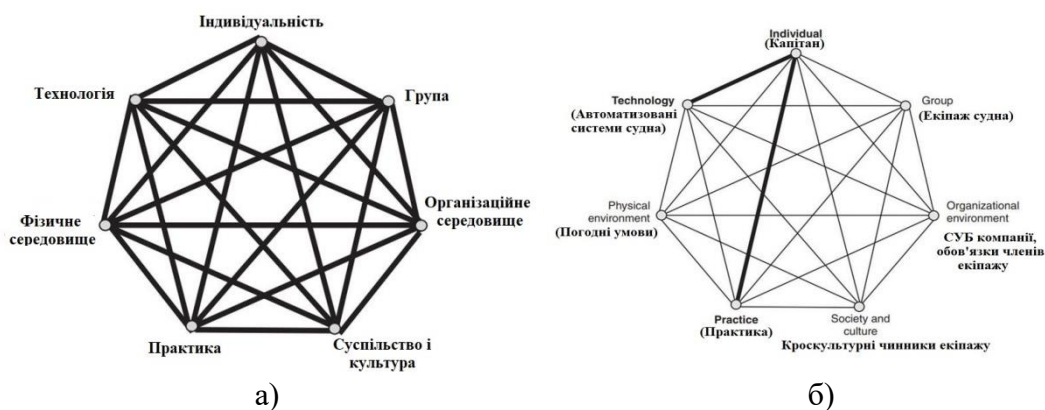 Індивідуальність
Технологія
Група
Фізичне
середовище
Організаційне
середовище
Практика
Суспільство і
культура
а)
Individual
(Капітан)
Technology
(Автоматизовані
системи судна)
Group
(Екіпаж судна)
Physical
environment
(Погодні умови)
Organizational
environment
СУБ компанії,
обов'язки членів
екіпажу
Practice
(Практика)
Society and
culture
Кроскультурні чинники екіпажу
б)